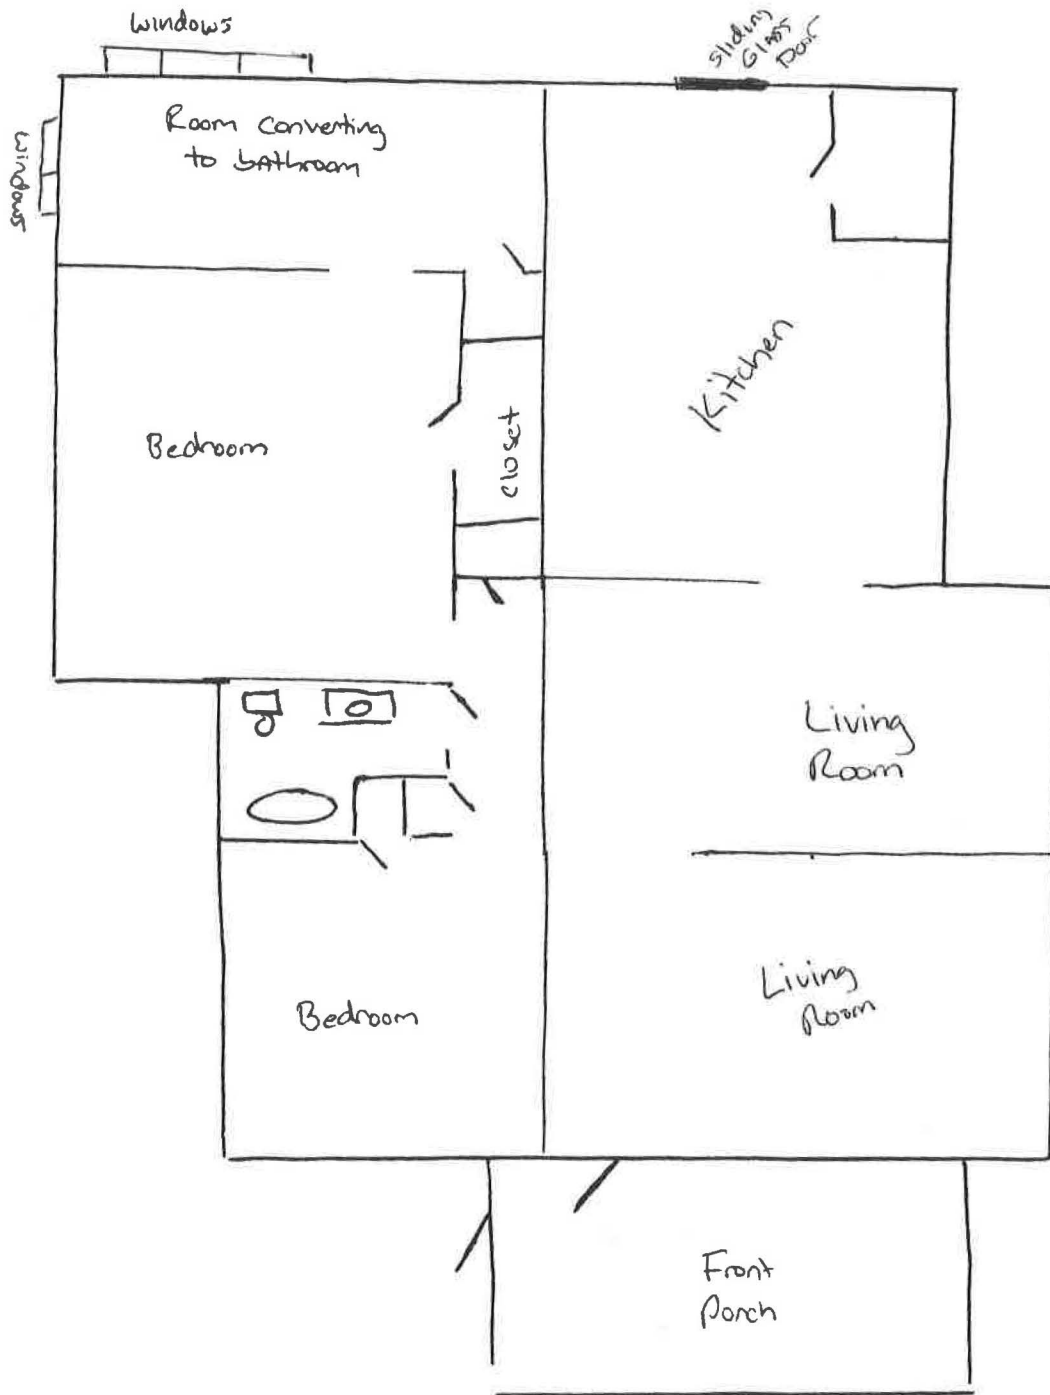 windows
Sliding
Glass
Door
Room Converting
to bathroom
windows
Kitchen
Bedroom
closet
Living
Room
Living
Room
Bedroom
Front
Porch